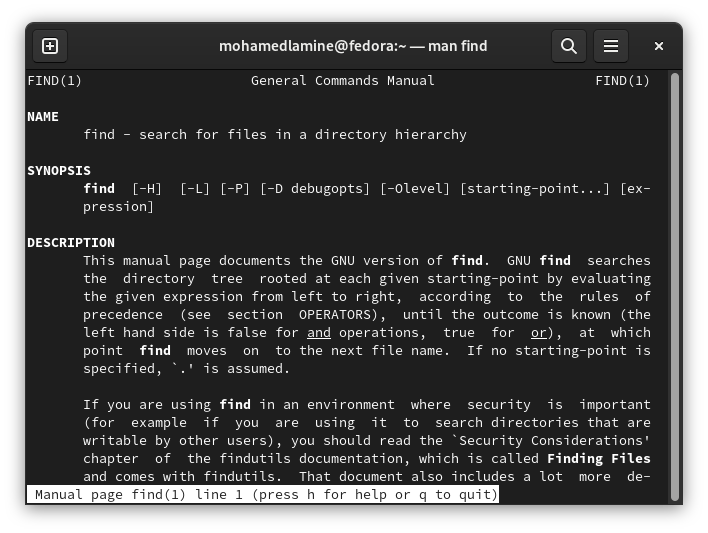 mohamedlamine@fedora:~ — man find
FIND(1) General Commands Manual FIND(1)
NAME
find - search for files in a directory hierarchy
SYNOPSIS
find [-H] [-L] [-P] [-D debugopts] [-Olevel] [starting-point...] [ex-
pression]
DESCRIPTION
This manual page documents the GNU version of find. GNU find searches
the directory tree rooted at each given starting-point by evaluating
the given expression from left to right, according to the rules of
precedence (see section OPERATORS), until the outcome is known (the
left hand side is false for and operations, true for or), at which
point find moves on to the next file name. If no starting-point is
specified, `.' is assumed.
If you are using find in an environment where security is important
(for example if you are using it to search directories that are
writable by other users), you should read the `Security Considerations'
chapter of the findutils documentation, which is called Finding Files
and comes with findutils. That document also includes a lot more de-
Manual page find(1) line 1 (press h for help or q to quit)